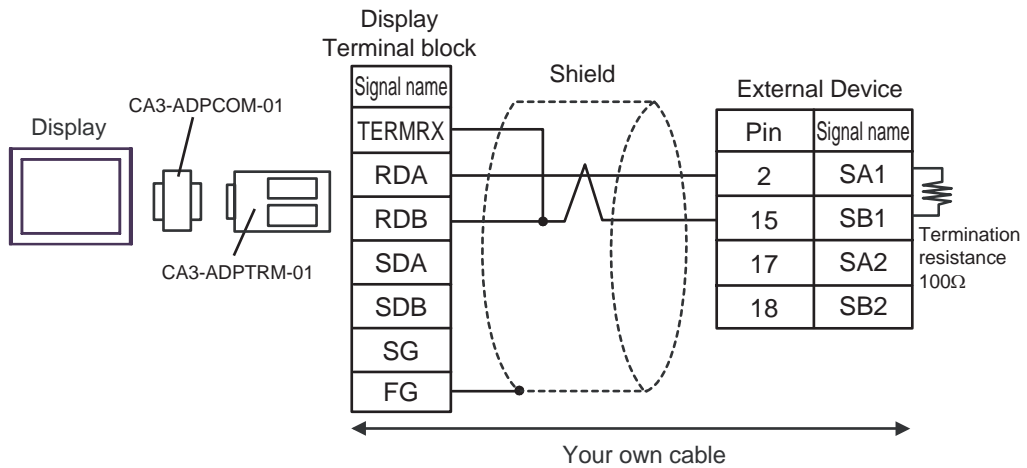 Display
Terminal block
Signal name
TERMRX
RDA
RDB
SDA
SDB
SG
FG
Shield
External Device
Pin Signal name
2 SA1
15 SB1
17 SA2
18 SB2
Termination
resistance
100Ω
Display
CA3-ADPCOM-01
CA3-ADPTRM-01
Your own cable